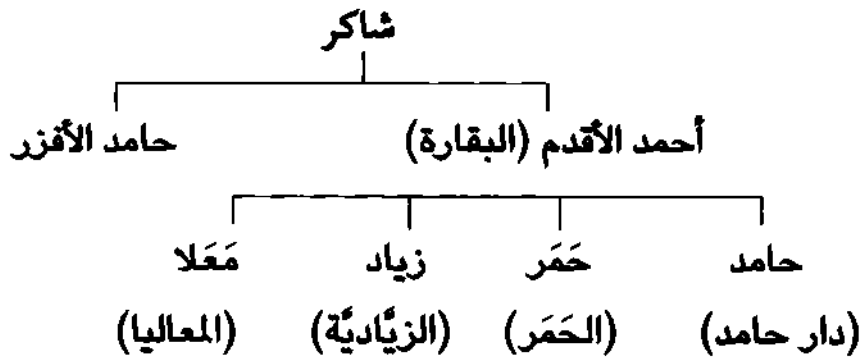 شاكر
أحمد الأقدم (البقارة) حامد الأفزر
حامد حَمَر زياد مَعَلا
(دار حامد) (الحَمَر) (الزيَّاديَّة) (المعاليا)